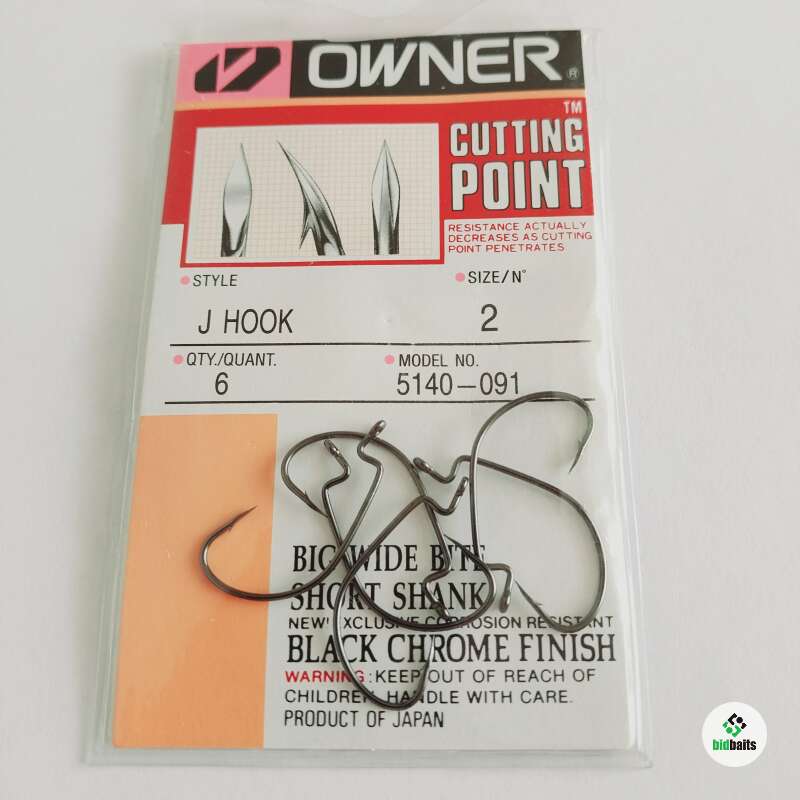 OWNER®
CUTTING™
POINT
RESISTANCE ACTUALLY
DECREASES AS CUTTING
POINT PENETRATES
STYLE
SIZE/N°
J HOOK
2
QTY./QUANT.
MODEL NO.
6
5140-091
BIG WIDE BITE
SHORT SHANK
NEW! EXCLUSIVE CORROSION RESISTANT
BLACK CHROME FINISH
WARNING:KEEP OUT OF REACH OF
CHILDREN, HANDLE WITH CARE.
PRODUCT OF JAPAN
bidbaits